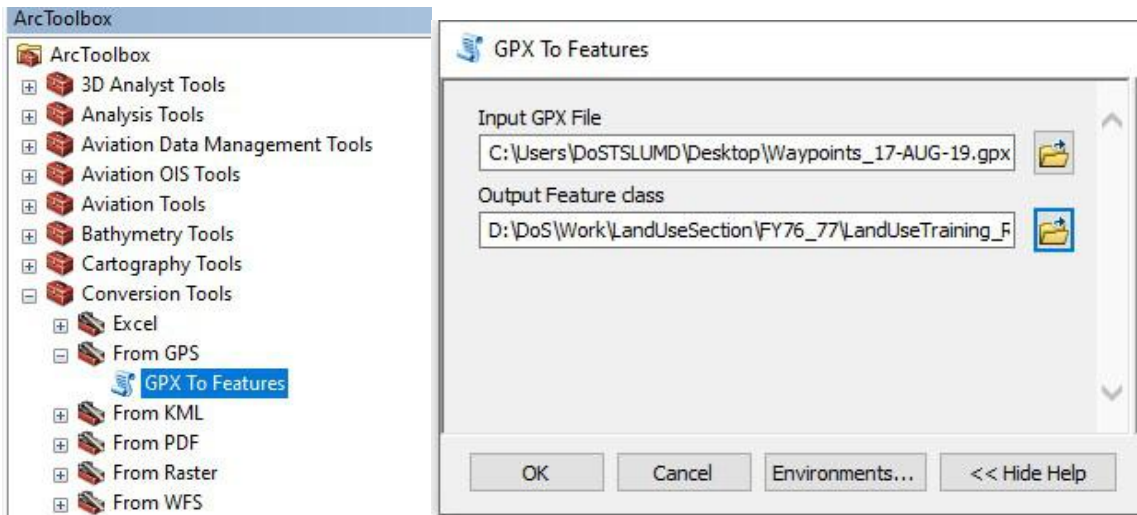 ArcToolbox
ArcToolbox
3D Analyst Tools
Analysis Tools
Aviation Data Management Tools
Aviation OIS Tools
Aviation Tools
Bathymetry Tools
Cartography Tools
Conversion Tools
Excel
From GPS
GPX To Features
From KML
From PDF
From Raster
From WFS
GPX To Features
Input GPX File
C:\Users\DoSTSLUMD\Desktop\Waypoints_17-AUG-19.gpx
Output Feature class
D:\DoS\Work\LandUseSection\FY76_77\LandUseTraining_F
OK
Cancel
Environments...
<< Hide Help